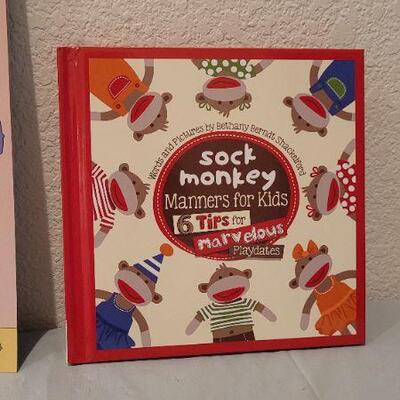 Words and Pictures by Bethany Berndt Shackelford
sock
monkey
Manners for Kids
6 Tips for
marvelous
Playdates